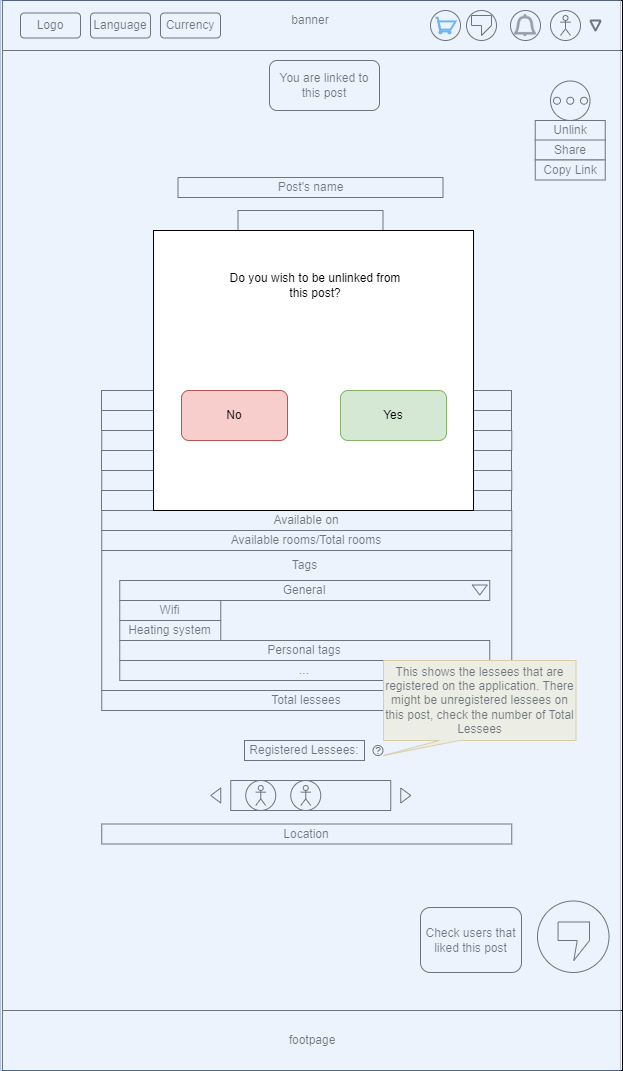 Logo
Language
Currency
banner
You are linked to
this post
Unlink
Share
Copy Link
Post's name
Do you wish to be unlinked from
this post?
No
Yes
Available on
Available rooms/Total rooms
Tags
General
Wifi
Heating system
Personal tags
...
This shows the lessees that are
registered on the application. There
might be unregistered lessees on
this post, check the number of Total
Lessees
Total lessees
Registered Lessees:
?
Location
Check users that
liked this post
footpage